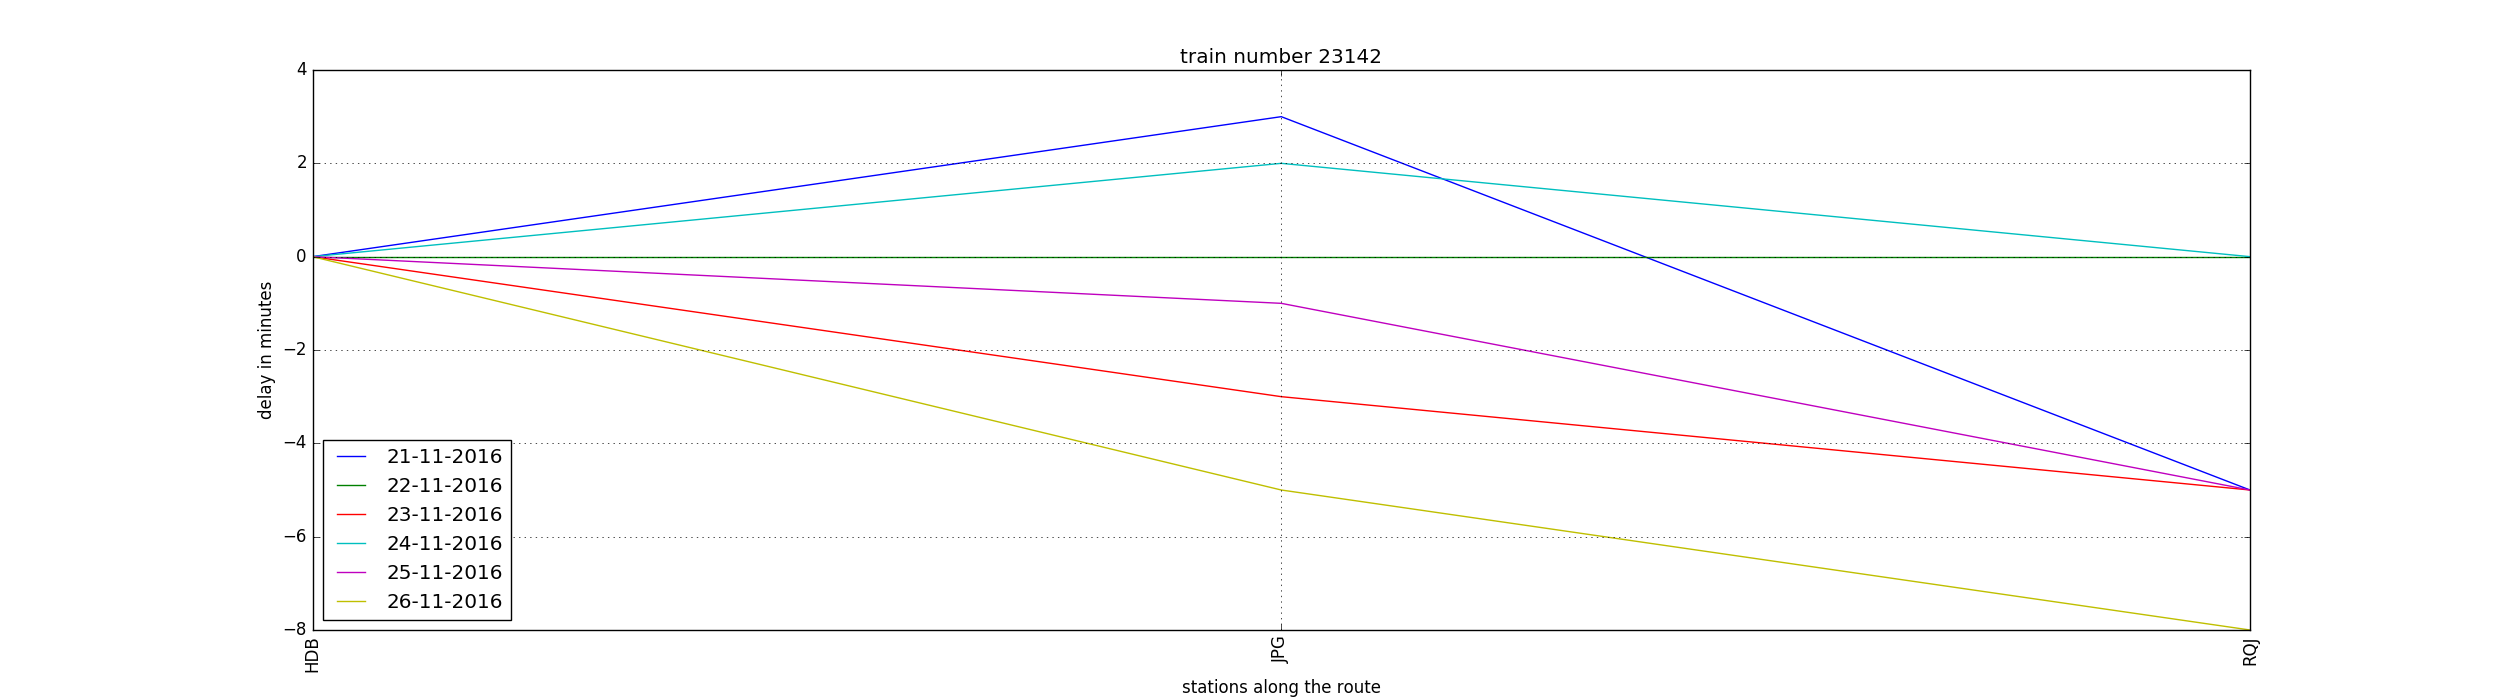 train number 23142
4
2
0
−2
−4
−6
−8
delay in minutes
21-11-2016
22-11-2016
23-11-2016
24-11-2016
25-11-2016
26-11-2016
HDB
JPG
RQJ
stations along the route